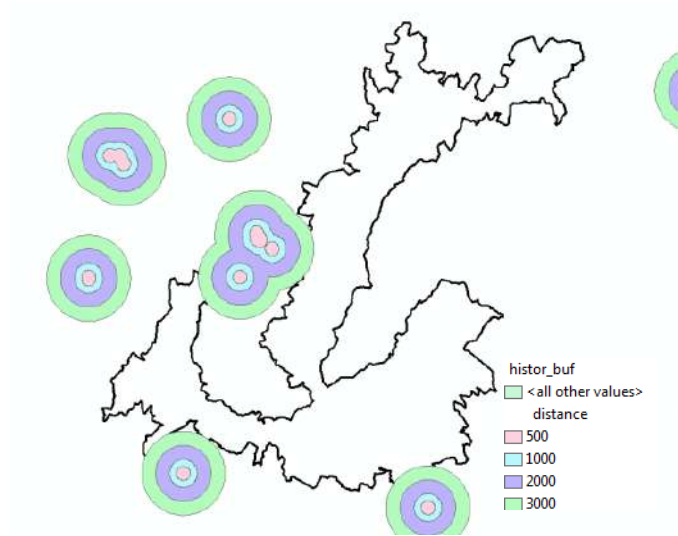 histor_buf
<all other values>
distance
500
1000
2000
3000